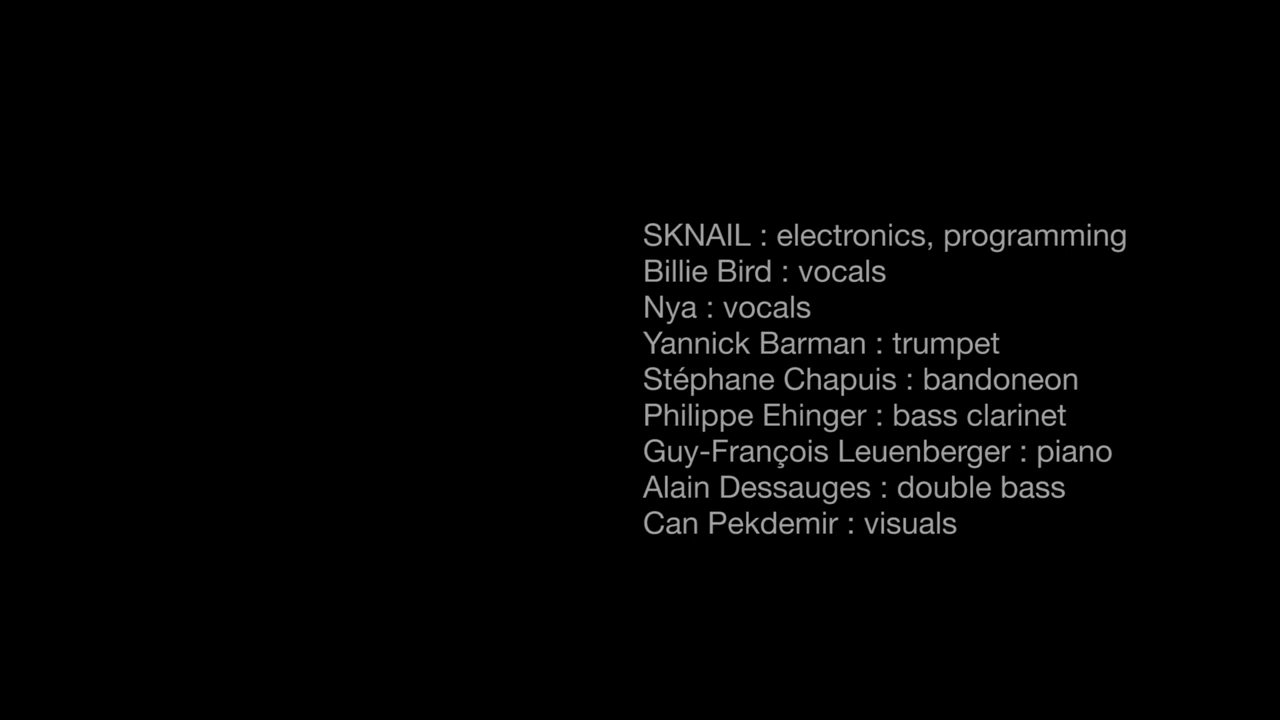 SKNAIL : electronics, programming
Billie Bird : vocals
Nya : vocals
Yannick Barman : trumpet
Stéphane Chapuis : bandoneon
Philippe Ehinger : bass clarinet
Guy-François Leuenberger : piano
Alain Dessauges : double bass
Can Pekdemir : visuals